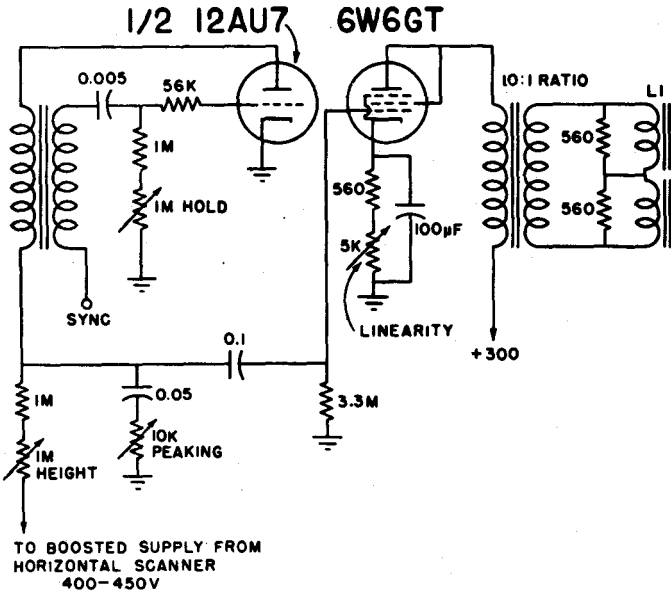 1/2 12AU7 6W6GT
0.005
56K
10:1 RATIO
L1
1M
560
1M HOLD
560
560
100µF
5K
SYNC
LINEARITY
+300
0.1
0.05
1M
3.3M
10K
PEAKING
1M
HEIGHT
TO BOOSTED SUPPLY FROM
HORIZONTAL SCANNER
400-450V